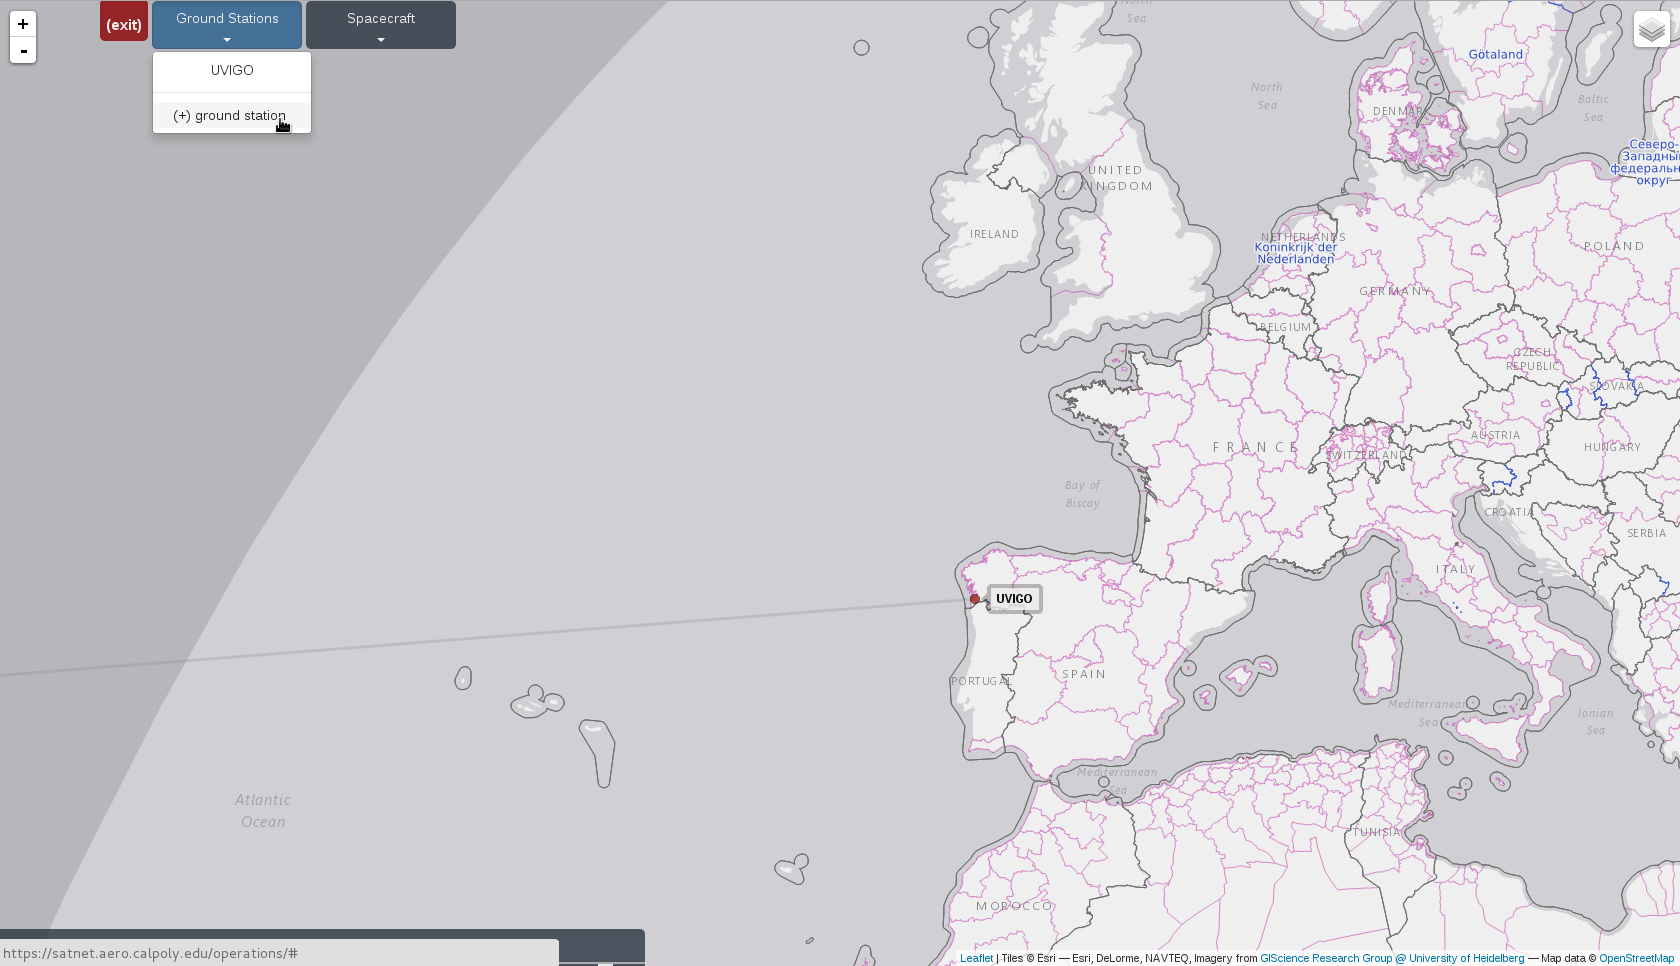 +
-
(exit)
Ground Stations
Spacecraft
UVIGO
(+) ground station
North
Sea
Götaland
North
Sea
Baltic
Sea
DENMAR
Северо-
Западны
федеральн
округ
UNITED
KINGDOM
IRELAND
NETHERLANDS
Koninkrijk der
Nederlanden
POLAND
GERMANY
BELGIUM
CZECH
REPUBLIC
SLOVAKIA
AUSTRIA
HUNGARY
FRANCE
SWITZERLAND
Bay of
Biscay
CROATIA
SERBIA
ITALY
UVIGO
PORTUGAL
SPAIN
Mediterranean
Sea
Ionian
Sea
Mediterranean
Sea
Atlantic
Ocean
TUNISIA
MOROCCO
https://satnet.aero.calpoly.edu/operations/#
Leaflet | Tiles © Esri — Esri, DeLorme, NAVTEQ, Imagery from GIScience Research Group @ University of Heidelberg — Map data © OpenStreetMap